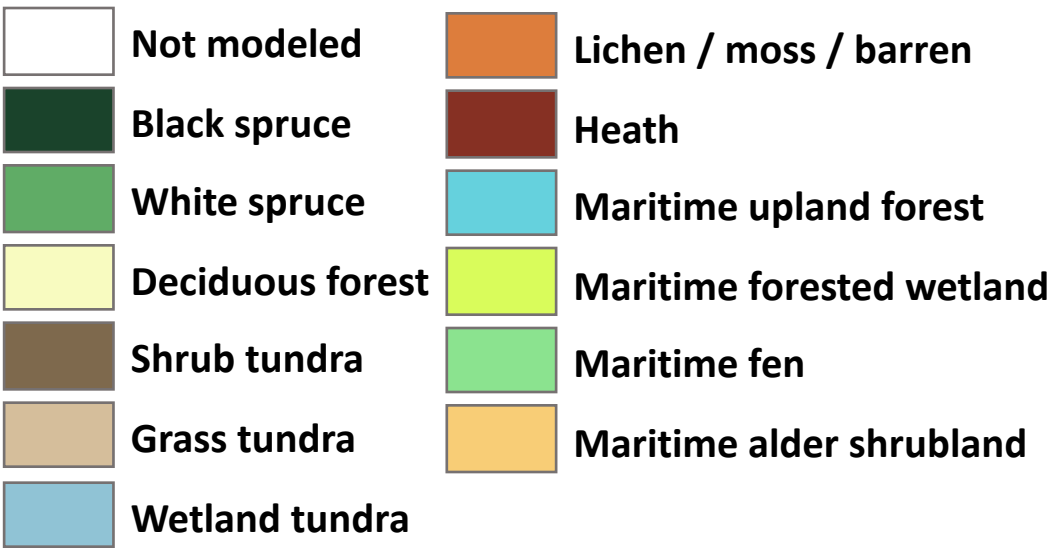 Not modeled
Black spruce
White spruce
Deciduous forest
Shrub tundra
Grass tundra
Wetland tundra
Lichen / moss / barren
Heath
Maritime upland forest
Maritime forested wetland
Maritime fen
Maritime alder shrubland